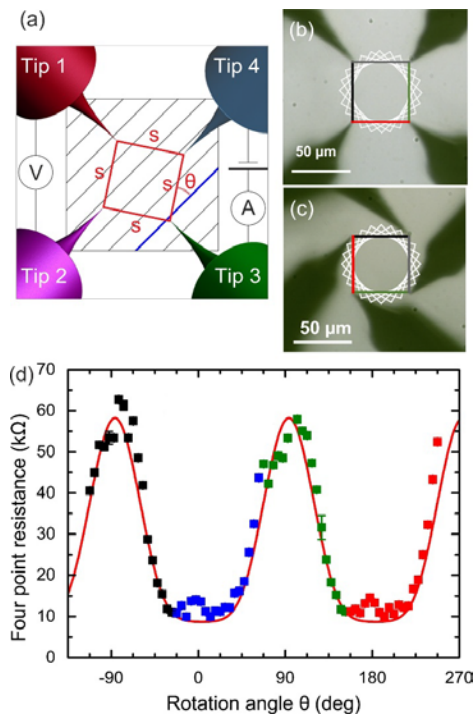 (a)
Tip 1
Tip 4
V
s
s
s
θ
s
A
Tip 2
Tip 3
(b)
50 µm
(c)
50 µm
(d)
Four point resistance (kΩ)
70
60
50
40
30
20
10
0
-90
0
90
180
270
Rotation angle θ (deg)